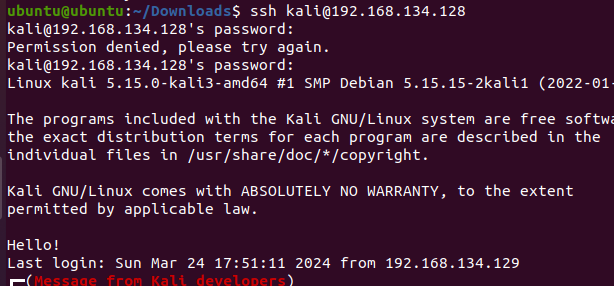 ubuntu@ubuntu:~/Downloads$ ssh kali@192.168.134.128
kali@192.168.134.128's password:
Permission denied, please try again.
kali@192.168.134.128's password:
Linux kali 5.15.0-kali3-amd64 #1 SMP Debian 5.15.15-2kali1 (2022-01-
The programs included with the Kali GNU/Linux system are free softwa
the exact distribution terms for each program are described in the
individual files in /usr/share/doc/*/copyright.
Kali GNU/Linux comes with ABSOLUTELY NO WARRANTY, to the extent
permitted by applicable law.
Hello!
Last login: Sun Mar 24 17:51:11 2024 from 192.168.134.129
┏━(Message from Kali developers)